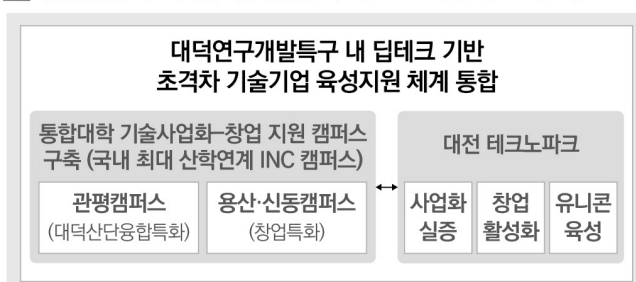 대덕연구개발특구 내 딥테크 기반
초격차 기술기업 육성지원 체계 통합
통합대학 기술사업화–창업 지원 캠퍼스
구축 (국내 최대 산학연계 INC 캠퍼스)
관평캠퍼스
(대덕산단융합특화)
용산·신동캠퍼스
(창업특화)
대전 테크노파크
사업화
실증
창업
활성화
유니콘
육성